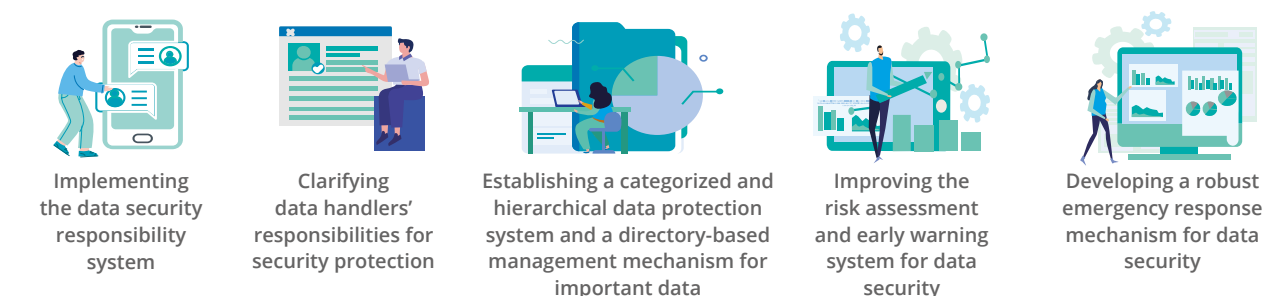 Implementing
the data security
responsibility
system
Clarifying
data handlers’
responsibilities for
security protection
Establishing a categorized and
hierarchical data protection
system and a directory-based
management mechanism for
important data
Improving the
risk assessment
and early warning
system for data
security
Developing a robust
emergency response
mechanism for data
security